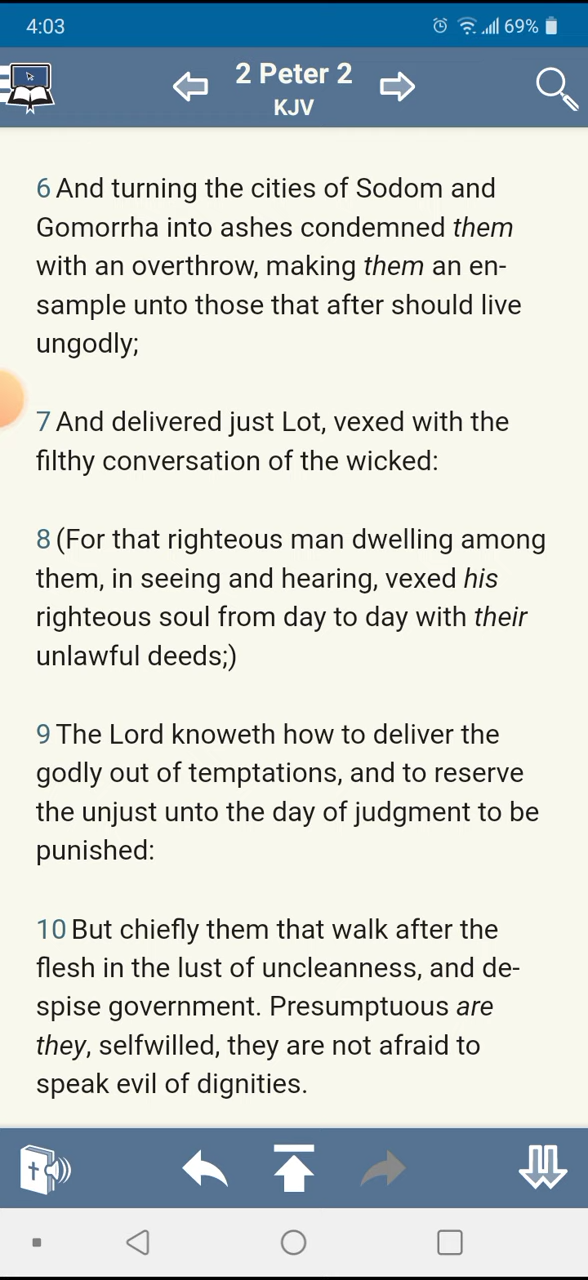 4:03
69%
2 Peter 2
KJV
6 And turning the cities of Sodom and
Gomorrha into ashes condemned them
with an overthrow, making them an en-
sample unto those that after should live
ungodly;
7 And delivered just Lot, vexed with the
filthy conversation of the wicked:
8 (For that righteous man dwelling among
them, in seeing and hearing, vexed his
righteous soul from day to day with their
unlawful deeds;)
9 The Lord knoweth how to deliver the
godly out of temptations, and to reserve
the unjust unto the day of judgment to be
punished:
10 But chiefly them that walk after the
flesh in the lust of uncleanness, and de-
spise government. Presumptuous are
they, selfwilled, they are not afraid to
speak evil of dignities.